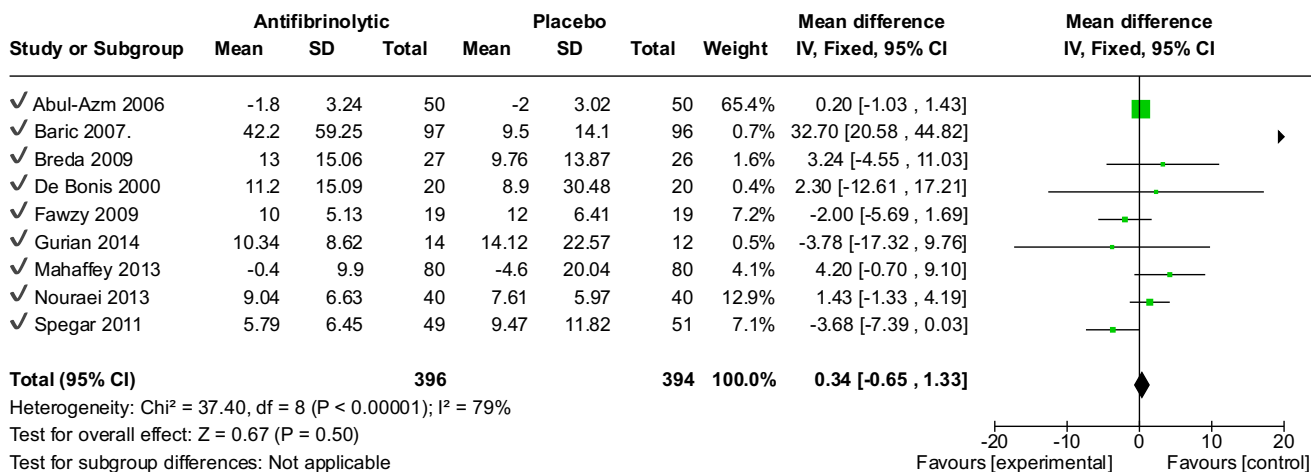 Antifibrinolytic Placebo Mean difference Mean difference
Study or Subgroup Mean SD Total Mean SD Total Weight IV, Fixed, 95% CI IV, Fixed, 95% CI
✓ Abul-Azm 2006 -1.8 3.24 50 -2 3.02 50 65.4% 0.20 [-1.03 , 1.43]
✓ Baric 2007. 42.2 59.25 97 9.5 14.1 96 0.7% 32.70 [20.58 , 44.82]
✓ Breda 2009 13 15.06 27 9.76 13.87 26 1.6% 3.24 [-4.55 , 11.03]
✓ De Bonis 2000 11.2 15.09 20 8.9 30.48 20 0.4% 2.30 [-12.61 , 17.21]
✓ Fawzy 2009 10 5.13 19 12 6.41 19 7.2% -2.00 [-5.69 , 1.69]
✓ Gurian 2014 10.34 8.62 14 14.12 22.57 12 0.5% -3.78 [-17.32 , 9.76]
✓ Mahaffey 2013 -0.4 9.9 80 -4.6 20.04 80 4.1% 4.20 [-0.70 , 9.10]
✓ Nouraei 2013 9.04 6.63 40 7.61 5.97 40 12.9% 1.43 [-1.33 , 4.19]
✓ Spegar 2011 5.79 6.45 49 9.47 11.82 51 7.1% -3.68 [-7.39 , 0.03]
Total (95% CI) 396 394 100.0% 0.34 [-0.65 , 1.33]
Heterogeneity: Chi² = 37.40, df = 8 (P < 0.00001); I² = 79%
Test for overall effect: Z = 0.67 (P = 0.50)
Test for subgroup differences: Not applicable
-20 -10 0 10 20
Favours [experimental] Favours [control]